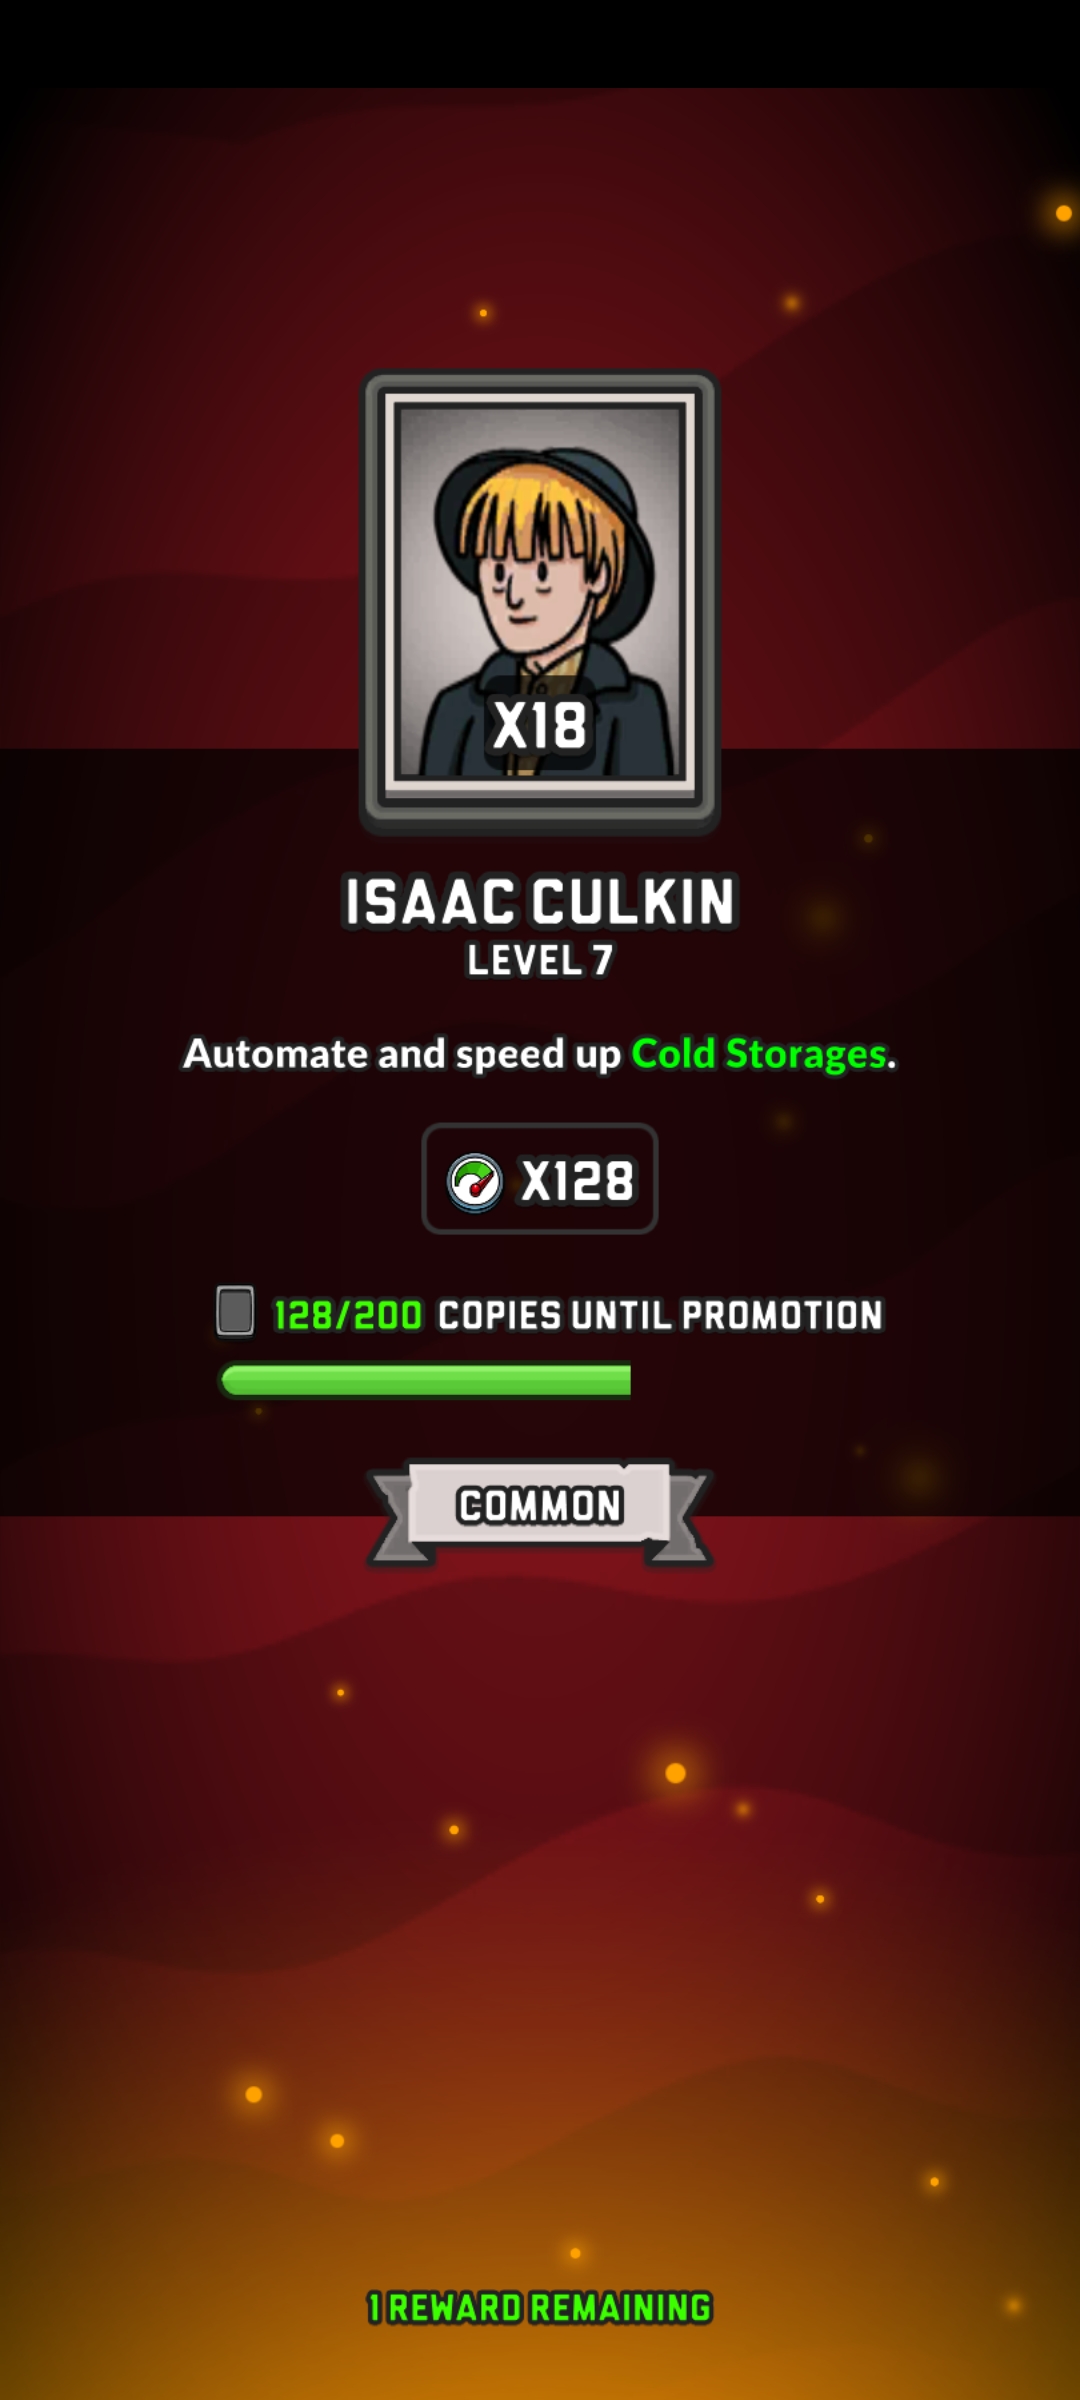 X18
ISAAC CULKIN
LEVEL 7
Automate and speed up Cold Storages.
X128
128/200 COPIES UNTIL PROMOTION
COMMON
1 REWARD REMAINING